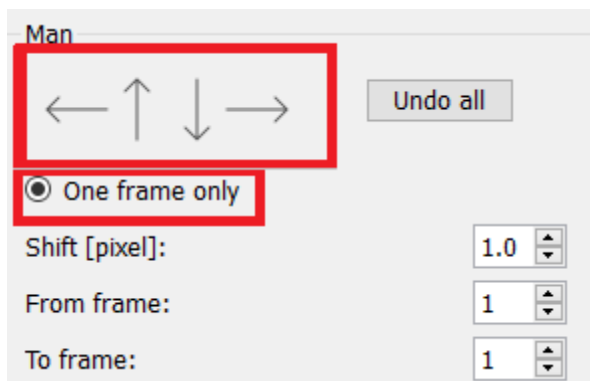 Man
← ↑ ↓ → Undo all
One frame only
Shift [pixel]: 1.0
From frame: 1
To frame: 1